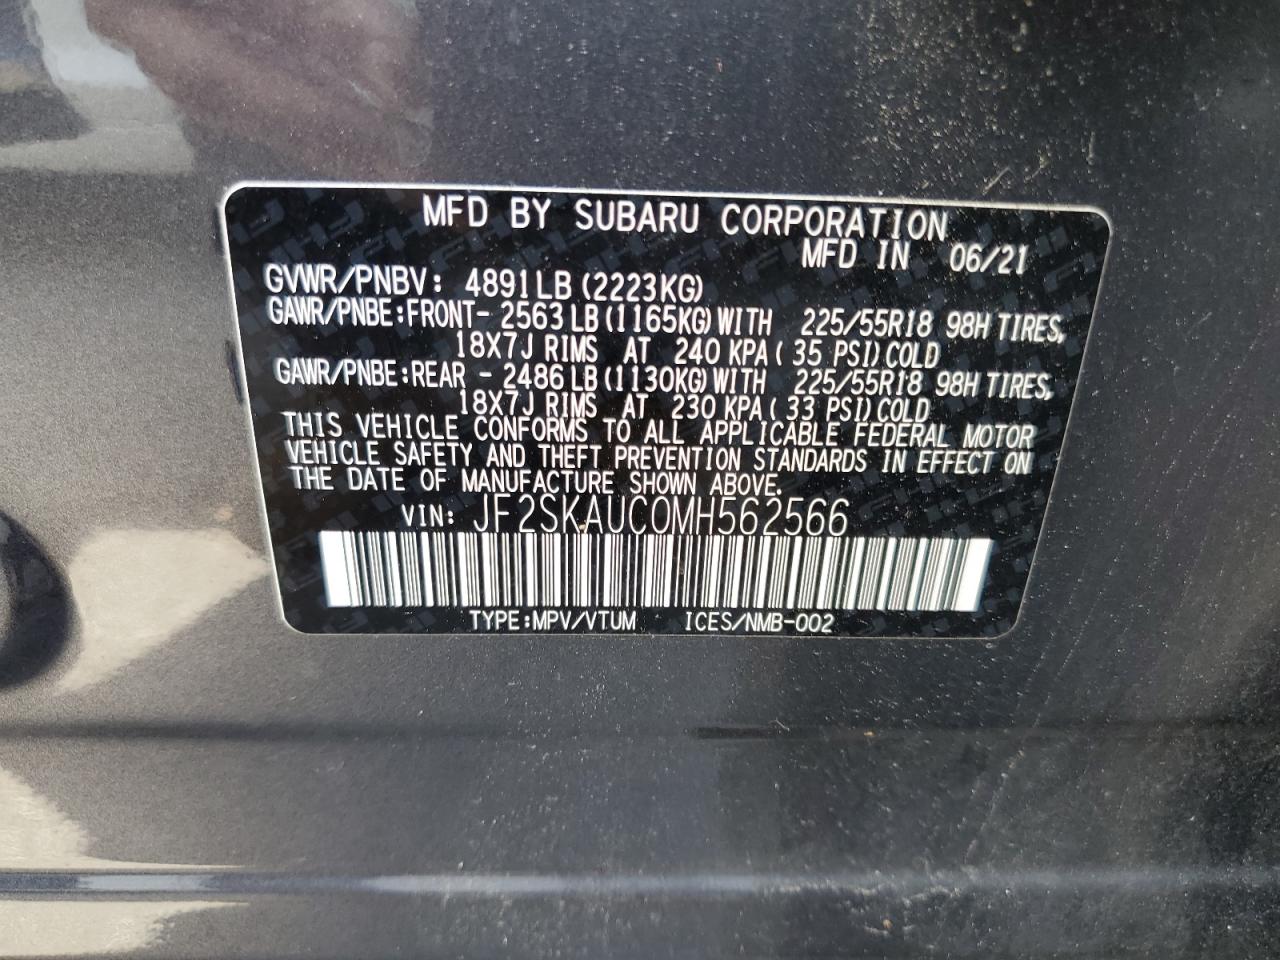 MFD BY SUBARU CORPORATION
MFD IN 06/21
GVWR/PNBV: 4891LB (2223KG)
GAWR/PNBE:FRONT- 2563 LB (1165KG) WITH 225/55R18 98H TIRES,
18X7J RIMS AT 240 KPA ( 35 PSI) COLD
GAWR/PNBE:REAR - 2486 LB (1130KG) WITH 225/55R18 98H TIRES,
18X7J RIMS AT 230 KPA ( 33 PSI) COLD
THIS VEHICLE CONFORMS TO ALL APPLICABLE FEDERAL MOTOR
VEHICLE SAFETY AND THEFT PREVENTION STANDARDS IN EFFECT ON
THE DATE OF MANUFACTURE SHOWN ABOVE.
VIN: JF2SKAUC0MH562566
TYPE:MPV/VTUM ICES/NMB-002